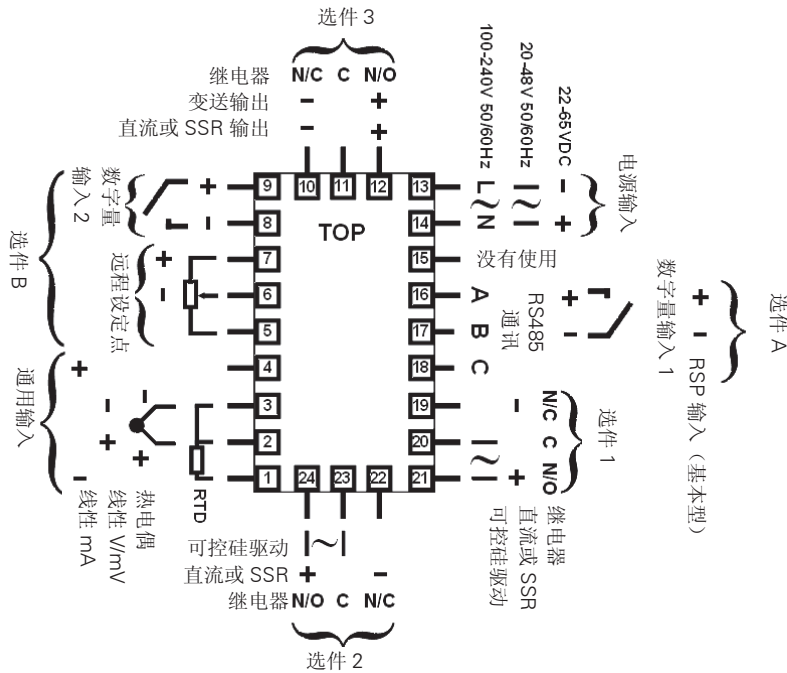 选件 3
继电器 N/C C N/O
变送输出 - +
直流或 SSR 输出 - +
100-240V 50/60Hz
20-48V 50/60Hz
22-65VDC
L ~ N
~
- +
电源输入
9 10 11 12 13
8 14
7 15
6 16
5 17
4 18
3 19
2 20
1 24 23 22 21
TOP
选件 B
数字量
输入 2
+
-
远程设定点
+
-
通用输入
+
-
+
-
+
-
热电偶
线性 V/mV
线性 mA
RTD
没有使用
A
B
C
RS485
通讯
+
-
数字量输入 1
+
-
RSP 输入（基本型）
选件 A
选件 1
N/C C N/O
继电器
- +
直流或 SSR
~
可控硅驱动
可控硅驱动 ~
直流或 SSR + -
继电器 N/O C N/C
选件 2